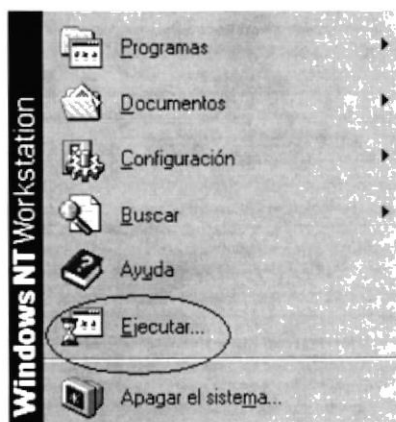 Programas
Documentos
Configuración
Buscar
Ayuda
Ejecutar...
Apagar el sistema...
Windows NT Workstation